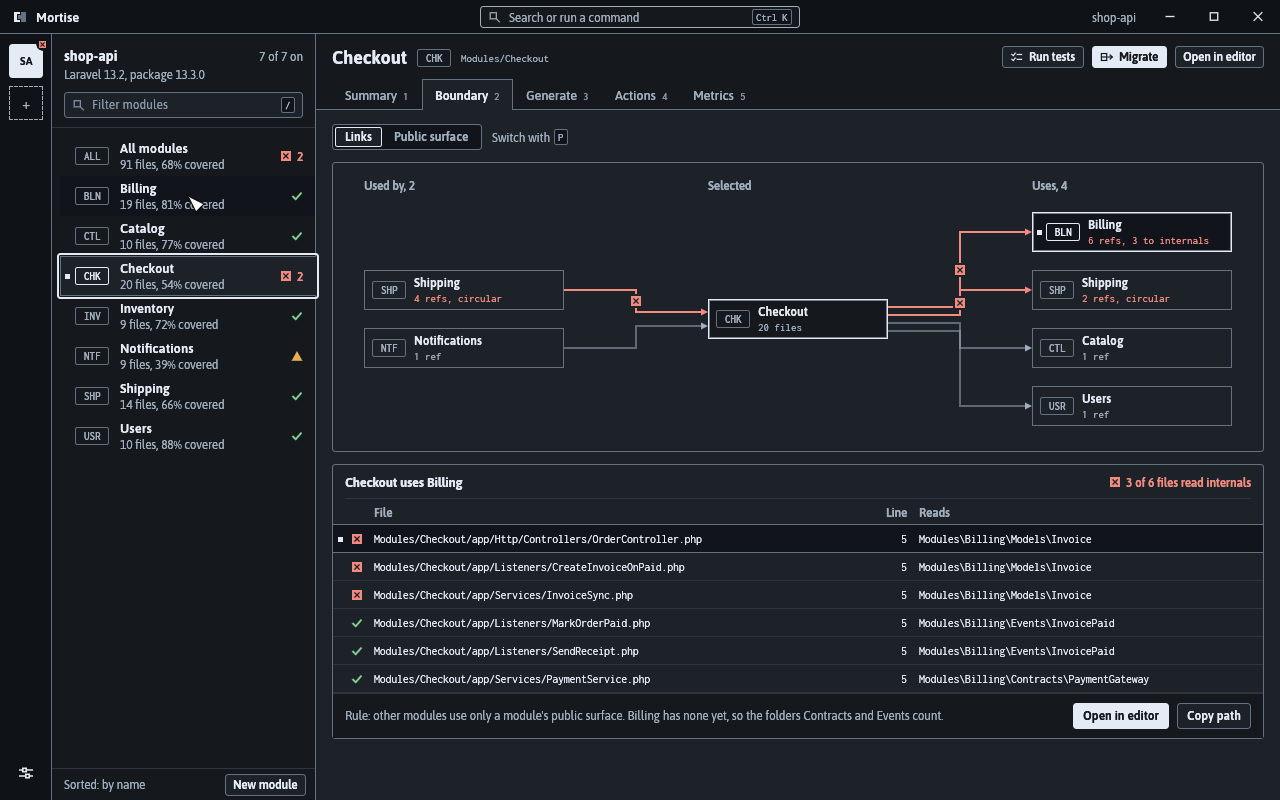 Mortise
Search or run a command
Ctrl K
shop-api
SA
+
shop-api
7 of 7 on
Laravel 13.2, package 13.3.0
Filter modules
/
ALL
All modules
91 files, 68% covered
2
BLN
Billing
19 files, 81% covered
CTL
Catalog
10 files, 77% covered
CHK
Checkout
20 files, 54% covered
2
INV
Inventory
9 files, 72% covered
NTF
Notifications
9 files, 39% covered
SHP
Shipping
14 files, 66% covered
USR
Users
10 files, 88% covered
Sorted: by name
New module
Checkout
CHK
Modules/Checkout
Run tests
Migrate
Open in editor
Summary 1
Boundary 2
Generate 3
Actions 4
Metrics 5
Links
Public surface
Switch with P
Used by, 2
Selected
Uses, 4
SHP
Shipping
4 refs, circular
NTF
Notifications
1 ref
CHK
Checkout
20 files
BLN
Billing
6 refs, 3 to internals
SHP
Shipping
2 refs, circular
CTL
Catalog
1 ref
USR
Users
1 ref
Checkout uses Billing
3 of 6 files read internals
File Line Reads
Modules/Checkout/app/Http/Controllers/OrderController.php 5 Modules\Billing\Models\Invoice
Modules/Checkout/app/Listeners/CreateInvoiceOnPaid.php 5 Modules\Billing\Models\Invoice
Modules/Checkout/app/Services/InvoiceSync.php 5 Modules\Billing\Models\Invoice
Modules/Checkout/app/Listeners/MarkOrderPaid.php 5 Modules\Billing\Events\InvoicePaid
Modules/Checkout/app/Listeners/SendReceipt.php 5 Modules\Billing\Events\InvoicePaid
Modules/Checkout/app/Services/PaymentService.php 5 Modules\Billing\Contracts\PaymentGateway
Rule: other modules use only a module's public surface. Billing has none yet, so the folders Contracts and Events count.
Open in editor
Copy path